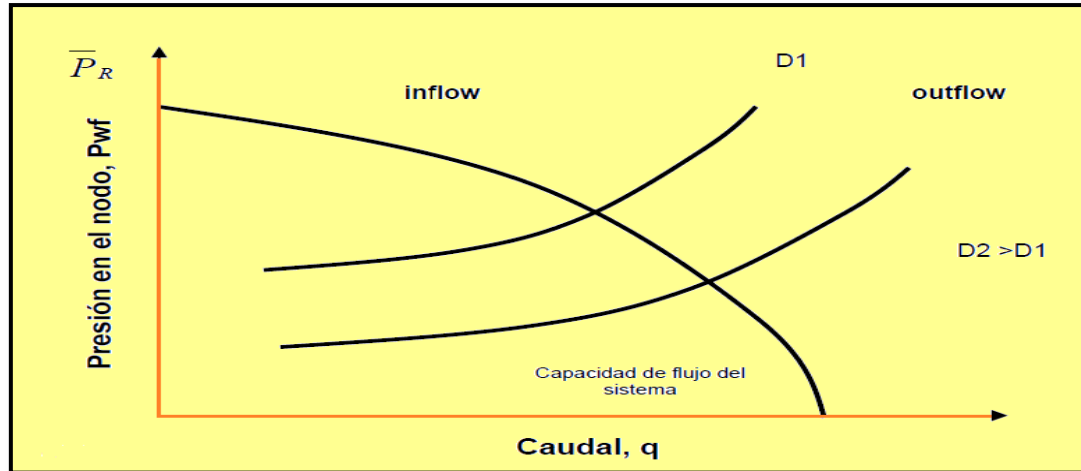 P̅R
D1
inflow
outflow
Presión en el nodo, Pwf
D2 >D1
Capacidad de flujo del
sistema
Caudal, q